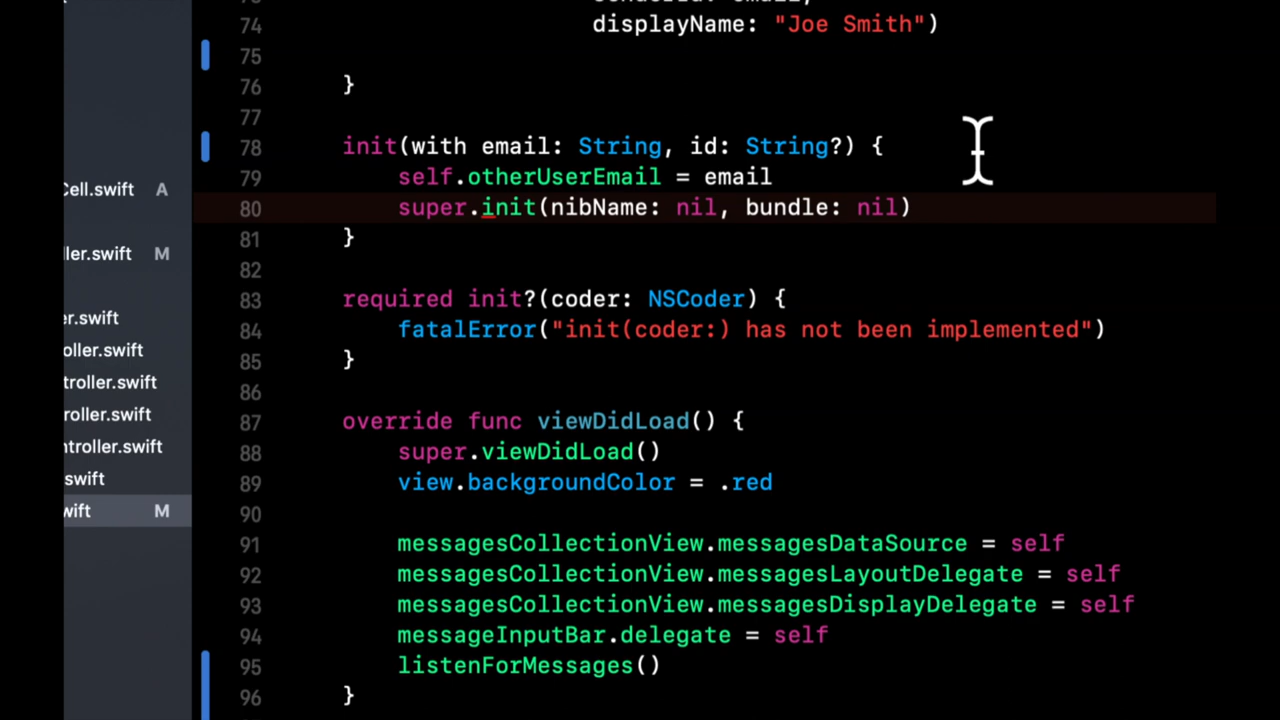 74 displayName: "Joe Smith")
75
76 }
77
78 init(with email: String, id: String?) {
79 self.otherUserEmail = email
80 super.init(nibName: nil, bundle: nil)
81 }
82
83 required init?(coder: NSCoder) {
84 fatalError("init(coder:) has not been implemented")
85 }
86
87 override func viewDidLoad() {
88 super.viewDidLoad()
89 view.backgroundColor = .red
90
91 messagesCollectionView.messagesDataSource = self
92 messagesCollectionView.messagesLayoutDelegate = self
93 messagesCollectionView.messagesDisplayDelegate = self
94 messageInputBar.delegate = self
95 listenForMessages()
96 }
Cell.swift A
ller.swift M
er.swift
oller.swift
troller.swift
roller.swift
ntroller.swift
.swift
wift M